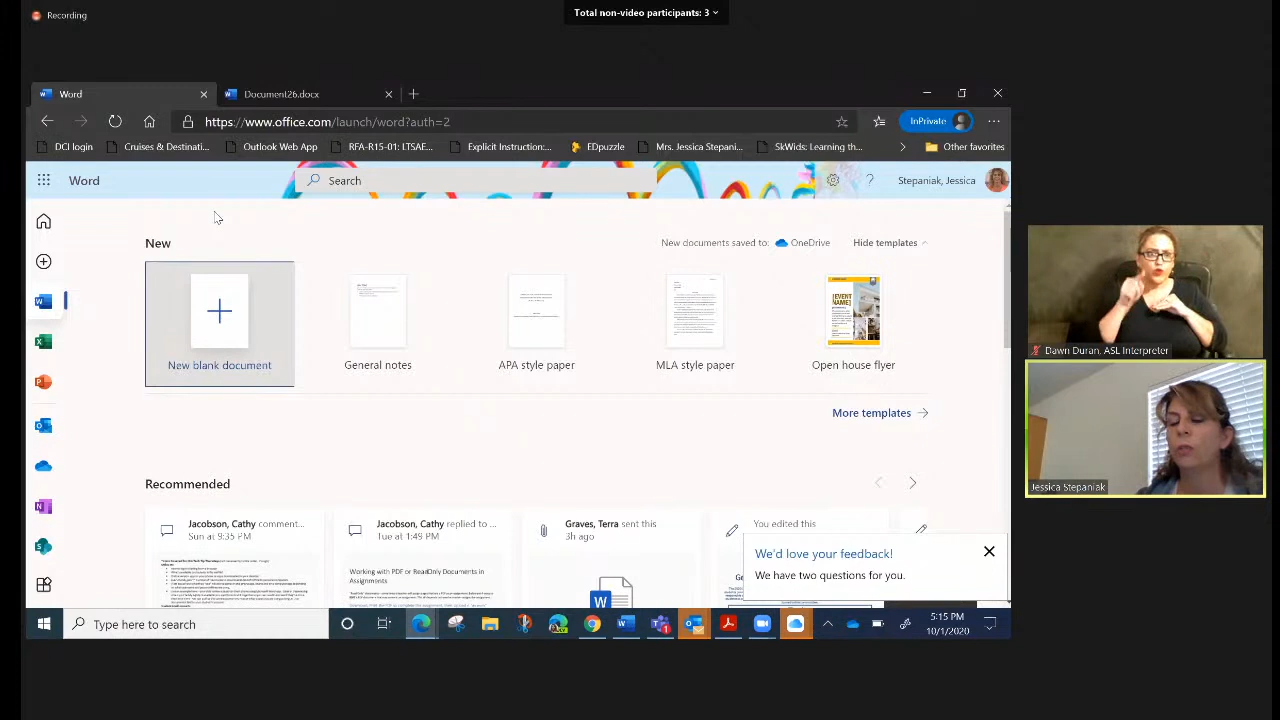 Recording
Total non-video participants: 3
Word
Document26.docx
https://www.office.com/launch/word?auth=2
InPrivate
DCI login
Cruises & Destinati...
Outlook Web App
RFA-R15-01: LTSAE...
Explicit Instruction:...
EDpuzzle
Mrs. Jessica Stepani...
SkWids: Learning th...
Other favorites
Word
Search
Stepaniak, Jessica
New
New documents saved to: OneDrive
Hide templates
New blank document
General notes
APA style paper
MLA style paper
Open house flyer
[EVENT
NAME]
More templates
Recommended
Jacobson, Cathy comment...
Sun at 9:35 PM
Jacobson, Cathy replied to ...
Tue at 1:49 PM
Graves, Terra sent this
3h ago
You edited this
Working with PDF or ReadOnly Documents in
Assignments
We'd love your feedback!
We have two questions for
Type here to search
5:15 PM
10/1/2020
Dawn Duran, ASL Interpreter
Jessica Stepaniak